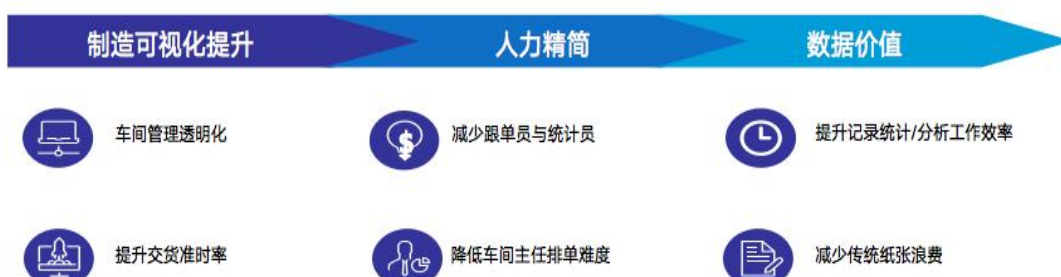 制造可视化提升
人力精简
数据价值
车间管理透明化
减少跟单员与统计员
提升记录统计/分析工作效率
提升交货准时率
降低车间主任排单难度
减少传统纸张浪费